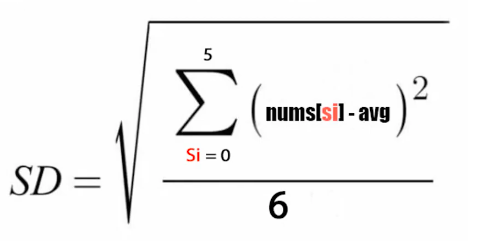 5
SD = √ ∑ (nums[si] - avg)2
Si = 0
6